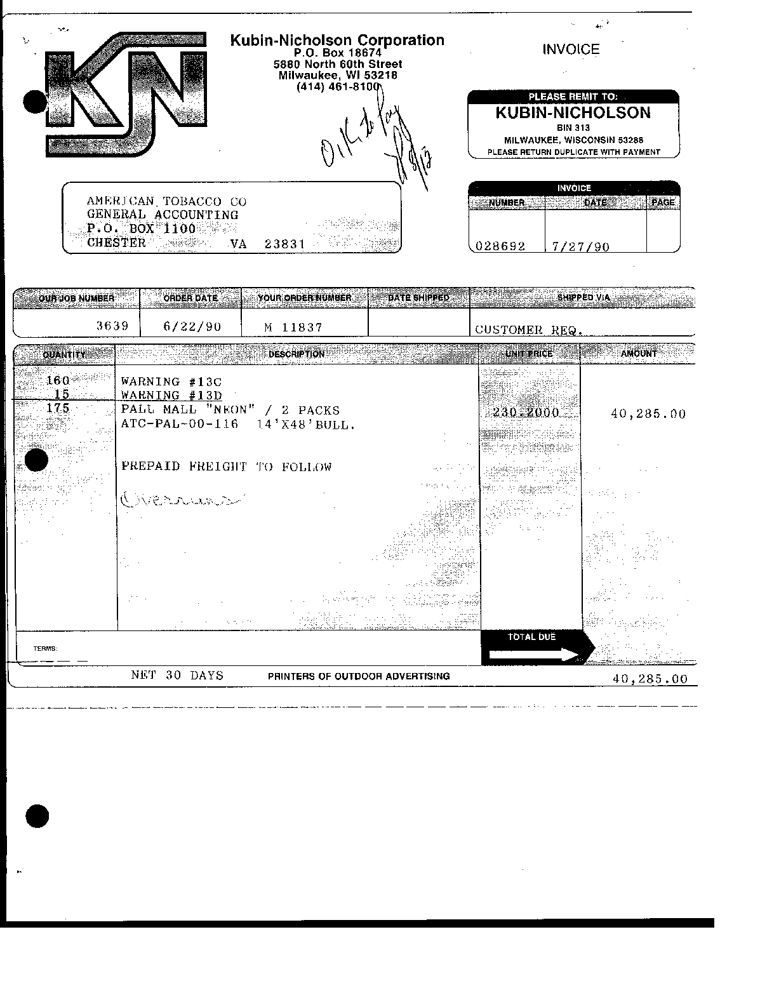 KN
Kubin-Nicholson Corporation
P.O. Box 18674
5880 North 60th Street
Milwaukee, WI 53218
(414) 461-8100
INVOICE
PLEASE REMIT TO:
KUBIN-NICHOLSON
BIN 313
MILWAUKEE, WISCONSIN 53288
PLEASE RETURN DUPLICATE WITH PAYMENT
O.K. to Pay
8/12
AMERICAN TOBACCO CO
GENERAL ACCOUNTING
P.O. BOX 1100
CHESTER VA 23831
INVOICE
NUMBER DATE PAGE
028692 7/27/90
OUR JOB NUMBER ORDER DATE YOUR ORDER NUMBER DATE SHIPPED SHIPPED VIA
3639 6/22/90 M 11837 CUSTOMER REQ.
QUANTITY DESCRIPTION UNIT PRICE AMOUNT
160 WARNING #13C
15 WARNING #13D
175 PALL MALL "NEON" / 2 PACKS 230.2000 40,285.00
ATC-PAL-00-116 14'X48'BULL.
PREPAID FREIGHT TO FOLLOW
Overruns
TOTAL DUE
TERMS:
NET 30 DAYS PRINTERS OF OUTDOOR ADVERTISING 40,285.00